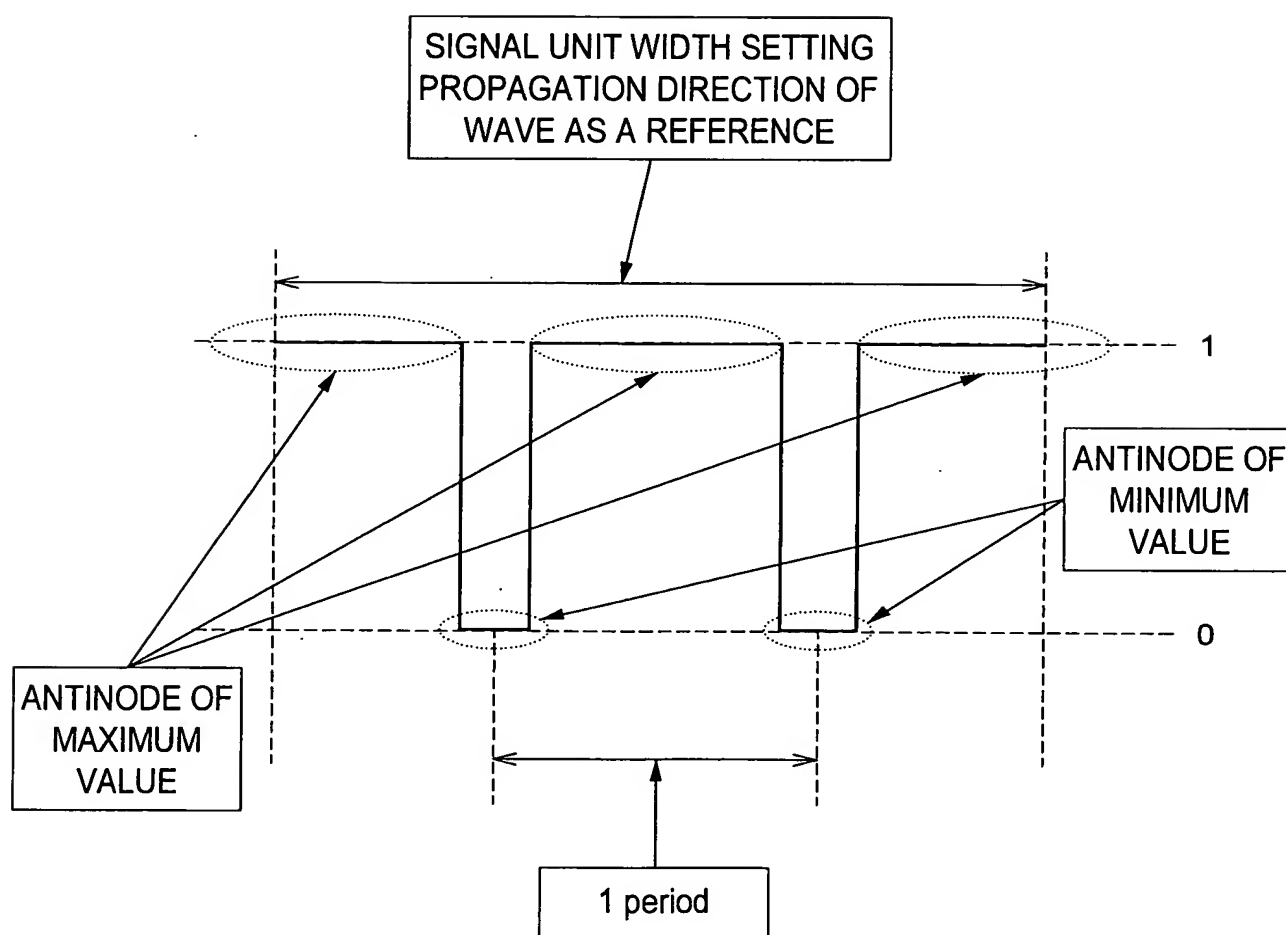 SIGNAL UNIT WIDTH SETTING
PROPAGATION DIRECTION OF
WAVE AS A REFERENCE
1
ANTINODE OF
MINIMUM
VALUE
0
ANTINODE OF
MAXIMUM
VALUE
1 period